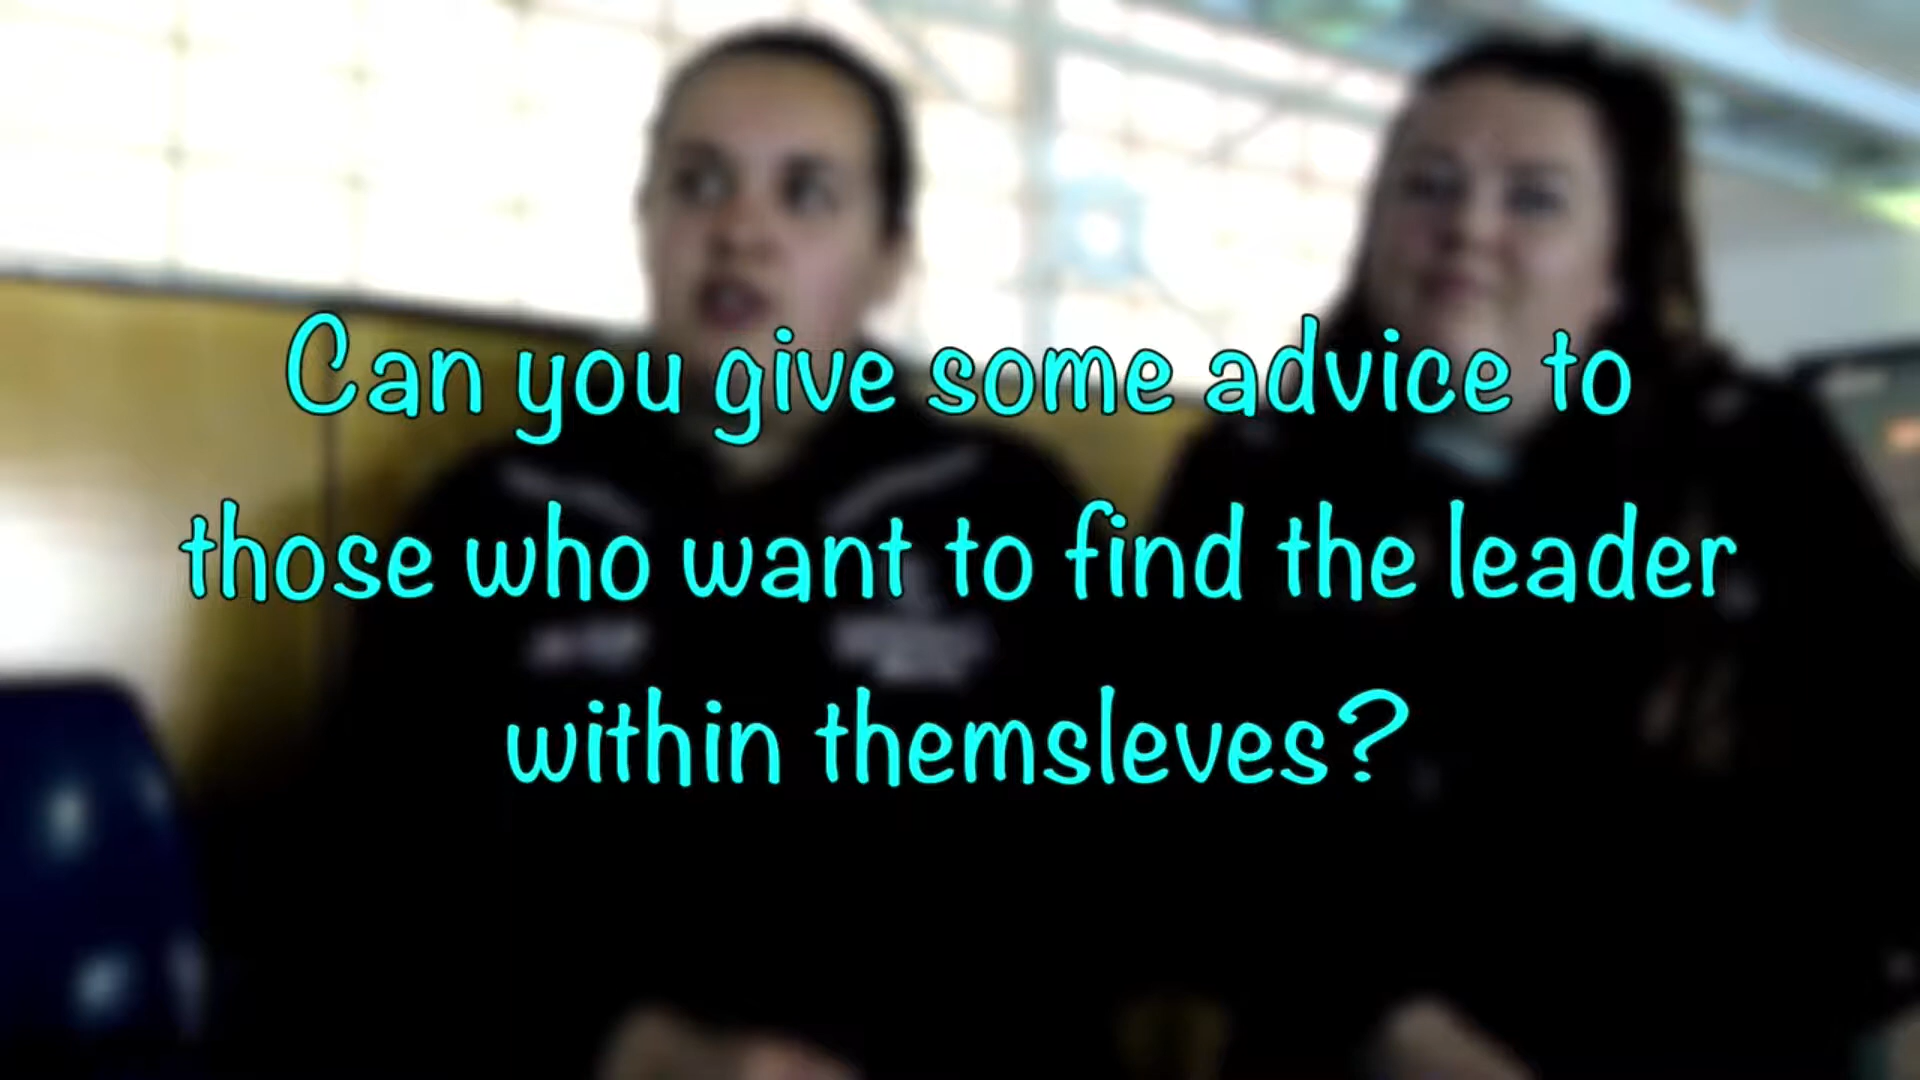 Can you give some advice to
those who want to find the leader
within themsleves?